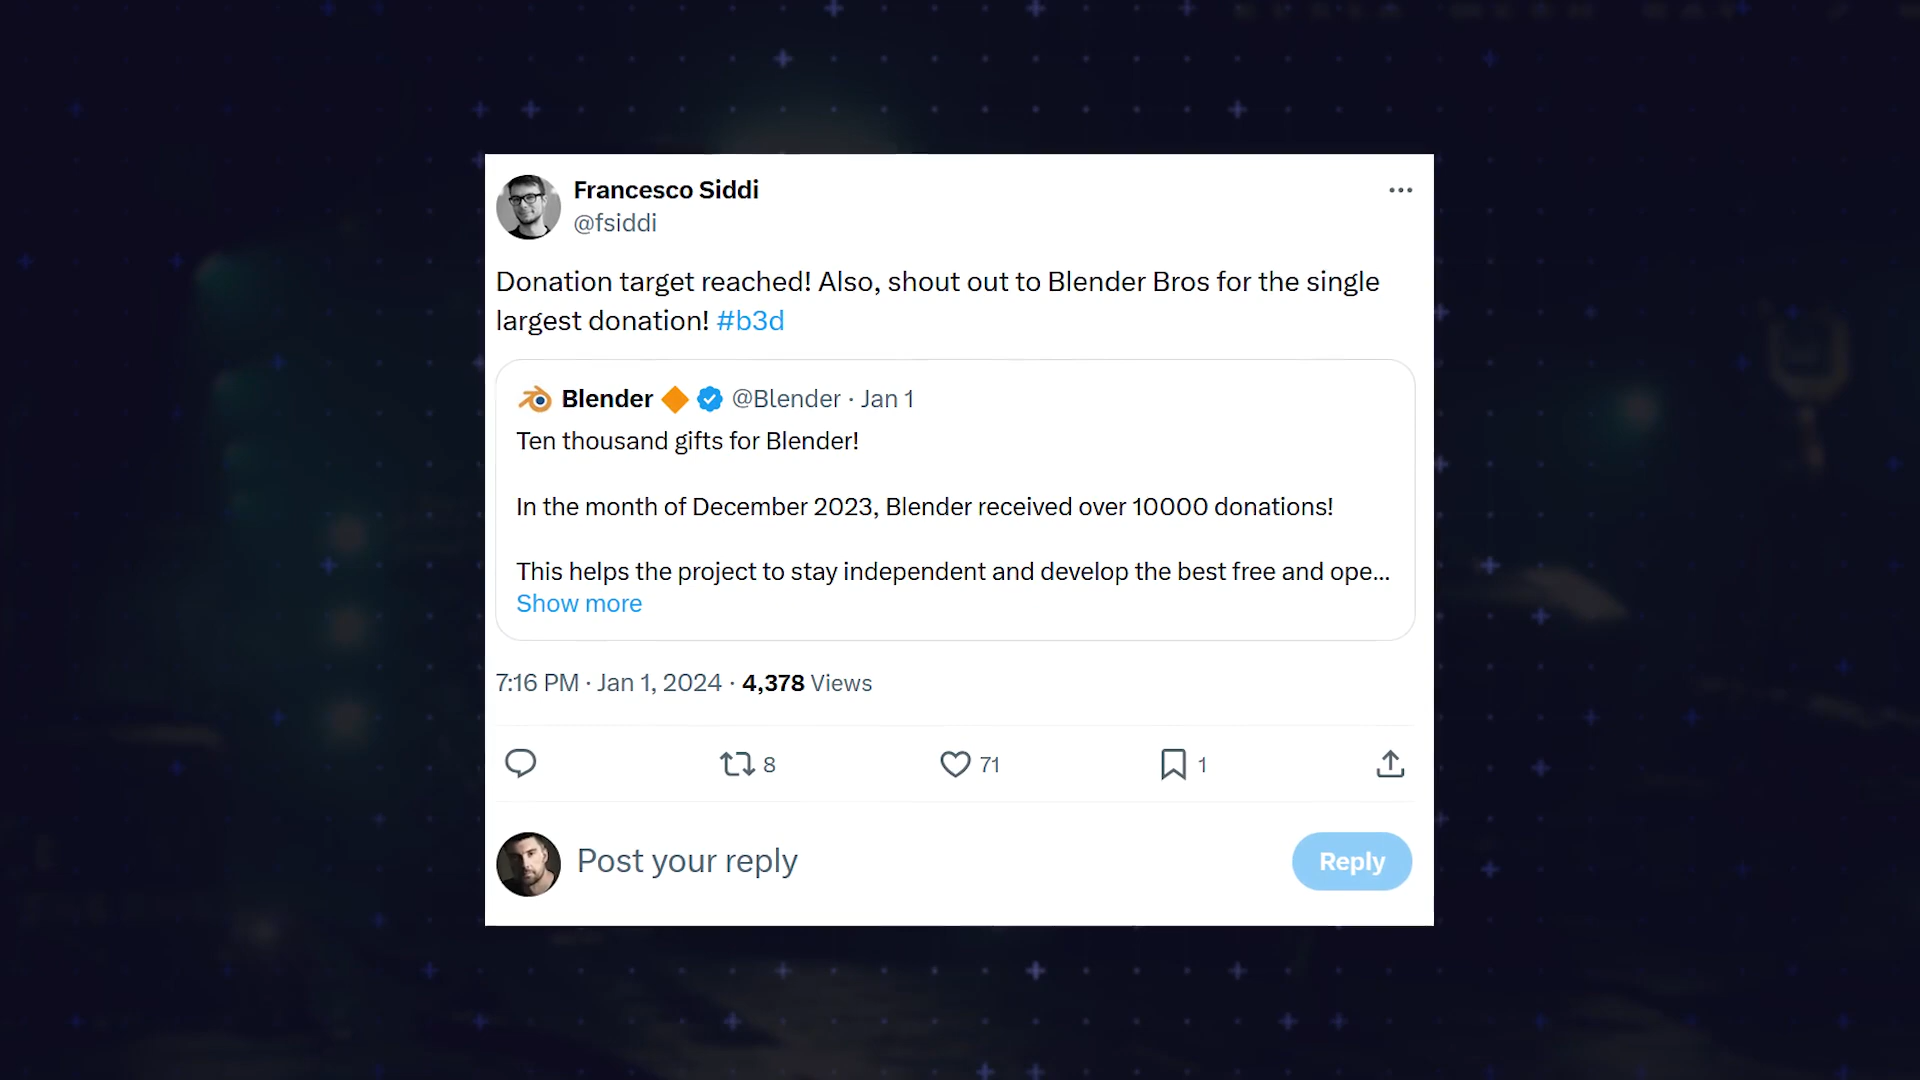 Francesco Siddi
@fsiddi
Donation target reached! Also, shout out to Blender Bros for the single
largest donation! #b3d
Blender @Blender · Jan 1
Ten thousand gifts for Blender!
In the month of December 2023, Blender received over 10000 donations!
This helps the project to stay independent and develop the best free and ope...
Show more
7:16 PM · Jan 1, 2024 · 4,378 Views
8 71 1
Post your reply
Reply